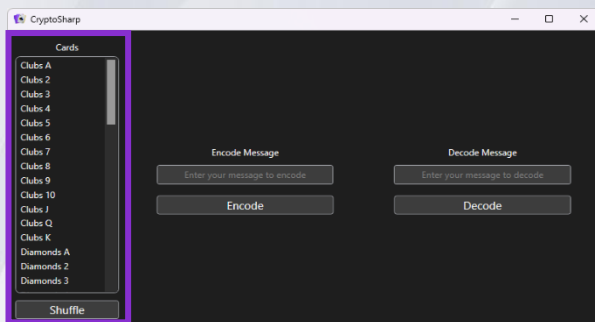 CryptoSharp
Cards
Clubs A
Clubs 2
Clubs 3
Clubs 4
Clubs 5
Clubs 6
Clubs 7
Clubs 8
Clubs 9
Clubs 10
Clubs J
Clubs Q
Clubs K
Diamonds A
Diamonds 2
Diamonds 3
Shuffle
Encode Message
Enter your message to encode
Encode
Decode Message
Enter your message to decode
Decode